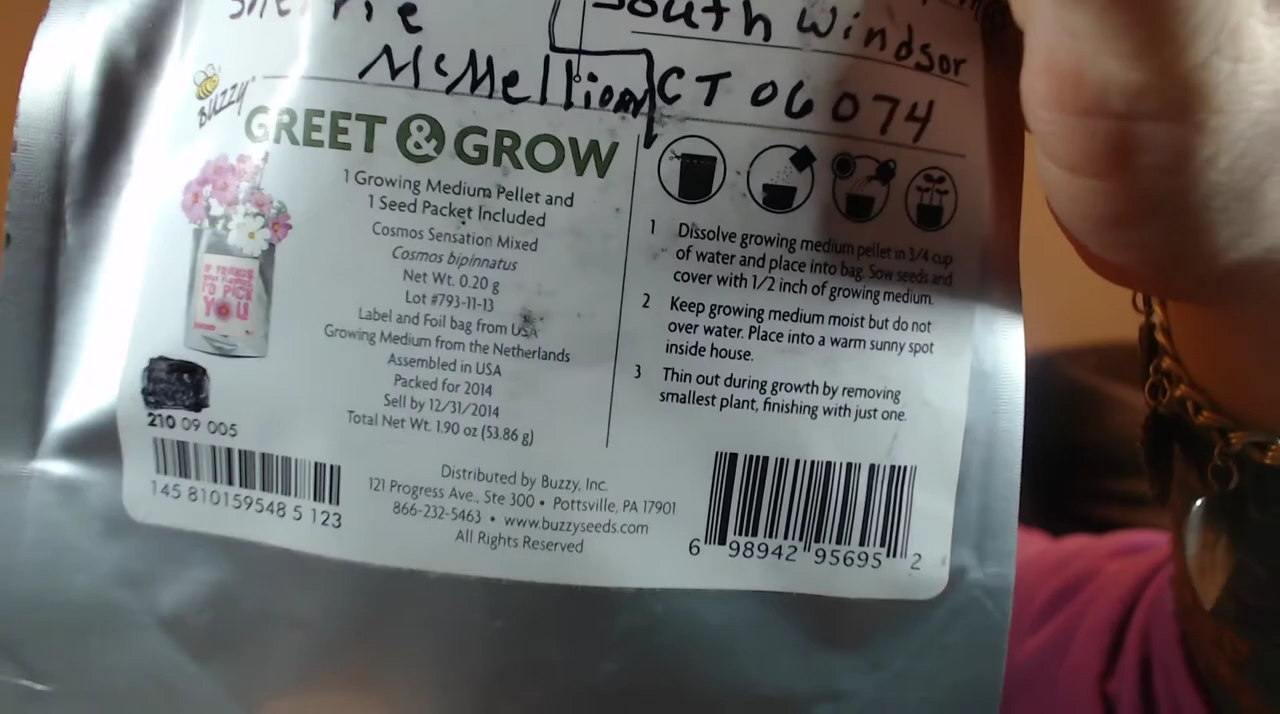 South Windsor
McMellion CT 06074
BUZZY®
GREET & GROW
1 Growing Medium Pellet and
1 Seed Packet Included
Cosmos Sensation Mixed
Cosmos bipinnatus
Net Wt. 0.20 g
Lot #793-11-13
Label and Foil bag from USA
Growing Medium from the Netherlands
Assembled in USA
Packed for 2014
Sell by 12/31/2014
Total Net Wt. 1.90 oz (53.86 g)
TO PICK
YOU
210 09 005
145 810159548 5 123
Distributed by Buzzy, Inc.
121 Progress Ave., Ste 300 • Pottsville, PA 17901
866-232-5463 • www.buzzyseeds.com
All Rights Reserved
1 Dissolve growing medium pellet in 3/4 cup
of water and place into bag. Sow seeds and
cover with 1/2 inch of growing medium.
2 Keep growing medium moist but do not
over water. Place into a warm sunny spot
inside house.
3 Thin out during growth by removing
smallest plant, finishing with just one.
6 98942 95695 2